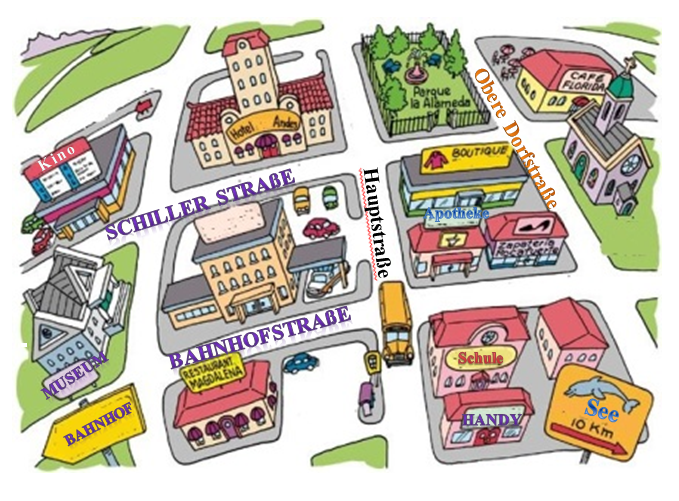 Parque
la Alameda
CAFÉ
FLORIDA
Obere Dorfstraße
Hotel Andes
Kino
BOUTIQUE
SCHILLER STRAßE
Hauptstraße
Apotheke
Zapatería
BAHNHOFSTRAßE
MUSEUM
RESTAURANT
MAGDALENA
Schule
BAHNHOF
HANDY
See
10 Km